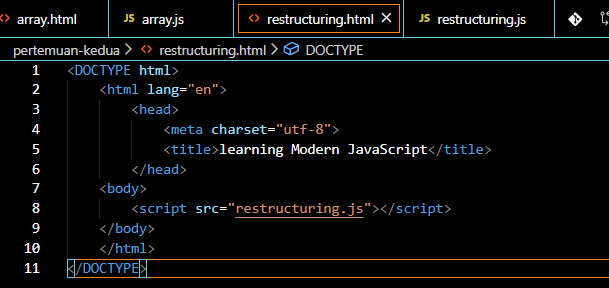 <> array.html JS array.js <> restructuring.html × JS restructuring.js
pertemuan-kedua > <> restructuring.html > DOCTYPE
1 <DOCTYPE html>
2 <html lang="en">
3 <head>
4 <meta charset="utf-8">
5 <title>learning Modern JavaScript</title>
6 </head>
7 <body>
8 <script src="restructuring.js"></script>
9 </body>
10 </html>
11 </DOCTYPE>